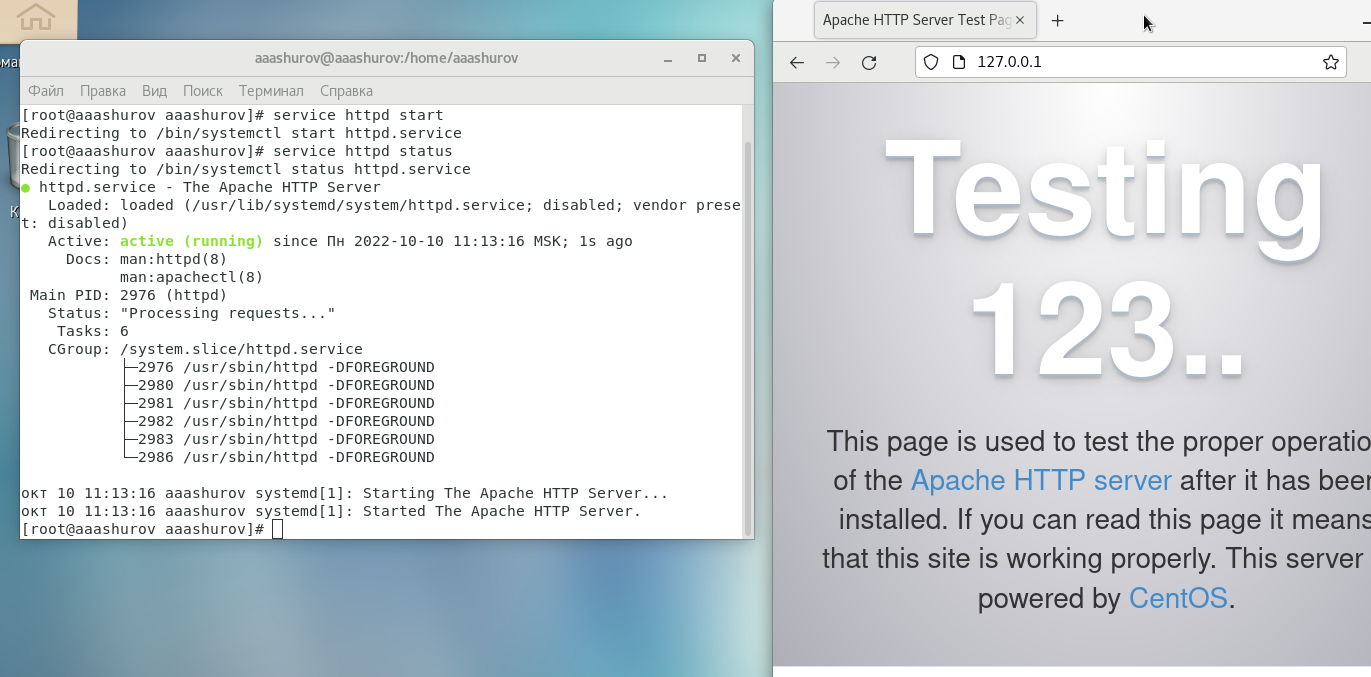 aaashurov@aaashurov:/home/aaashurov
Файл Правка Вид Поиск Терминал Справка
[root@aaashurov aaashurov]# service httpd start
Redirecting to /bin/systemctl start httpd.service
[root@aaashurov aaashurov]# service httpd status
Redirecting to /bin/systemctl status httpd.service
● httpd.service - The Apache HTTP Server
Loaded: loaded (/usr/lib/systemd/system/httpd.service; disabled; vendor prese
t: disabled)
Active: active (running) since Пн 2022-10-10 11:13:16 MSK; 1s ago
Docs: man:httpd(8)
man:apachectl(8)
Main PID: 2976 (httpd)
Status: "Processing requests..."
Tasks: 6
CGroup: /system.slice/httpd.service
├─2976 /usr/sbin/httpd -DFOREGROUND
├─2980 /usr/sbin/httpd -DFOREGROUND
├─2981 /usr/sbin/httpd -DFOREGROUND
├─2982 /usr/sbin/httpd -DFOREGROUND
├─2983 /usr/sbin/httpd -DFOREGROUND
└─2986 /usr/sbin/httpd -DFOREGROUND
окт 10 11:13:16 aaashurov systemd[1]: Starting The Apache HTTP Server...
окт 10 11:13:16 aaashurov systemd[1]: Started The Apache HTTP Server.
[root@aaashurov aaashurov]#
Apache HTTP Server Test Pag
127.0.0.1
Testing
123..
This page is used to test the proper operatio
of the Apache HTTP server after it has been
installed. If you can read this page it means
that this site is working properly. This server
powered by CentOS.